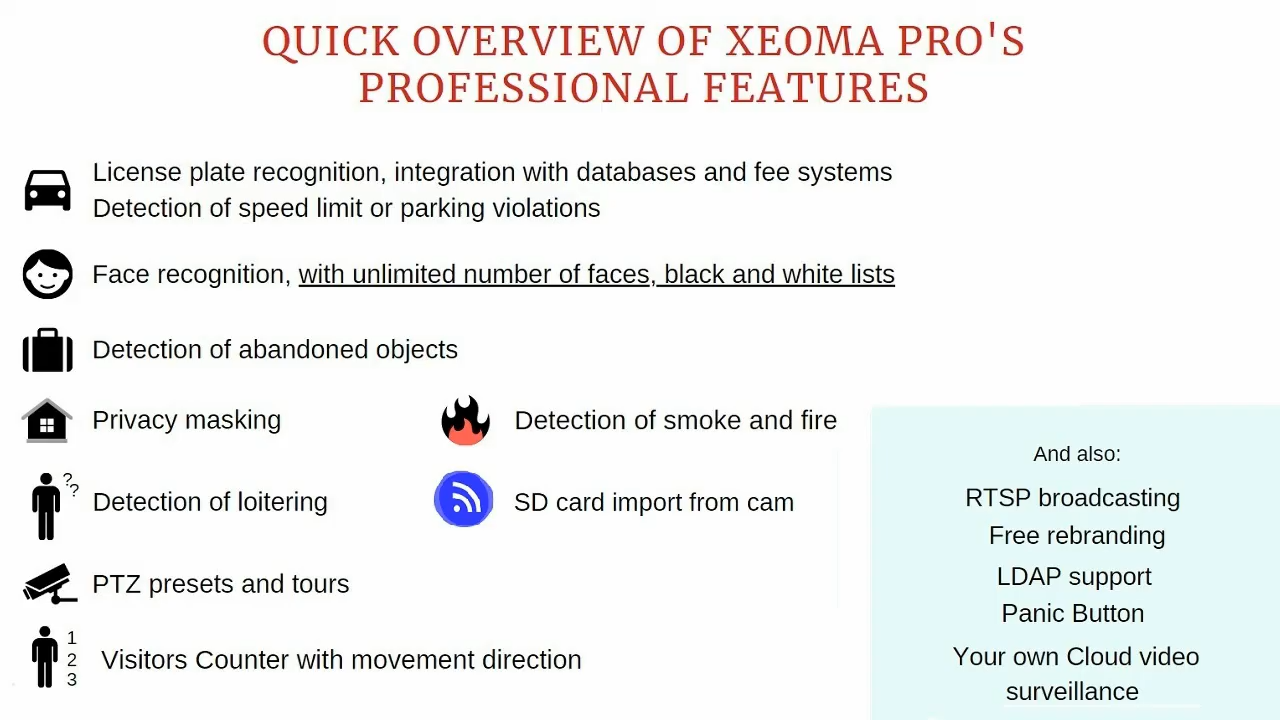 QUICK OVERVIEW OF XEOMA PRO'S
PROFESSIONAL FEATURES
License plate recognition, integration with databases and fee systems
Detection of speed limit or parking violations
Face recognition, with unlimited number of faces, black and white lists
Detection of abandoned objects
Privacy masking
Detection of smoke and fire
??
Detection of loitering
SD card import from cam
PTZ presets and tours
1
2
3
Visitors Counter with movement direction
And also:
RTSP broadcasting
Free rebranding
LDAP support
Panic Button
Your own Cloud video
surveillance